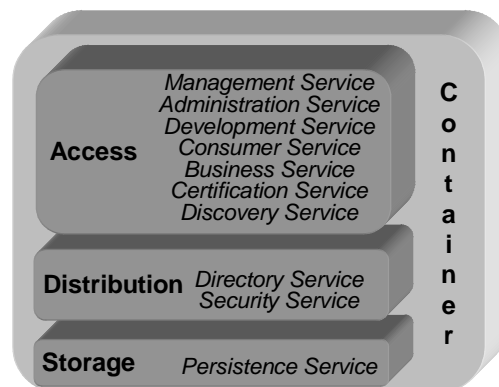 Management Service
Administration Service
Development Service
Access
Consumer Service
Business Service
Certification Service
Discovery Service
Distribution
Directory Service
Security Service
Storage
Persistence Service
Container